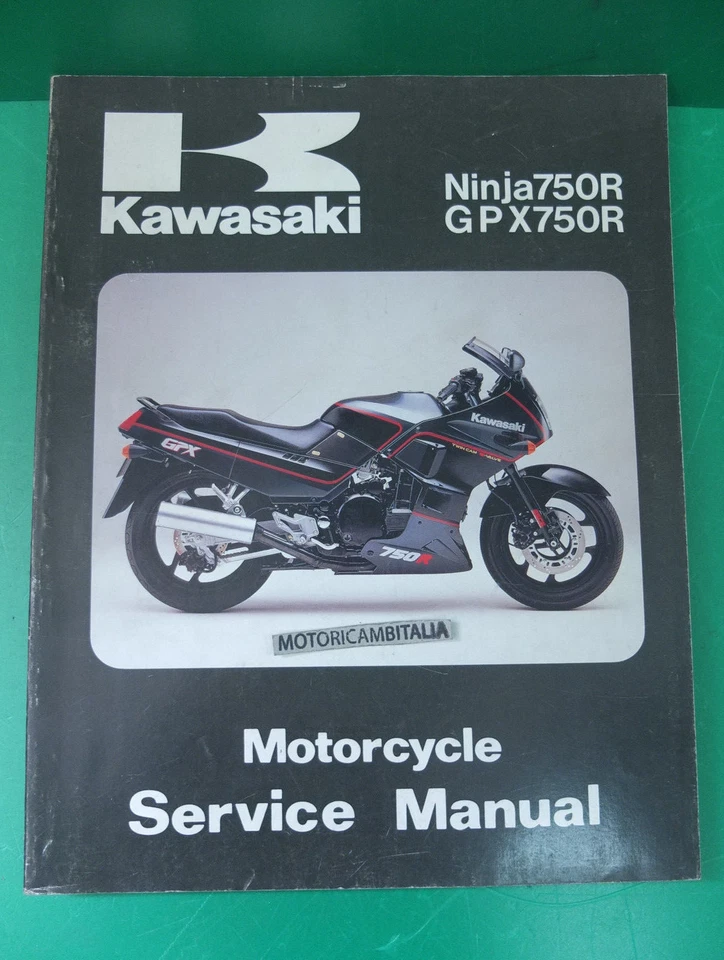 Kawasaki
Ninja750R
GPX750R
Kawasaki
GPX
750R
MOTORICAMBITALIA
Motorcycle
Service Manual